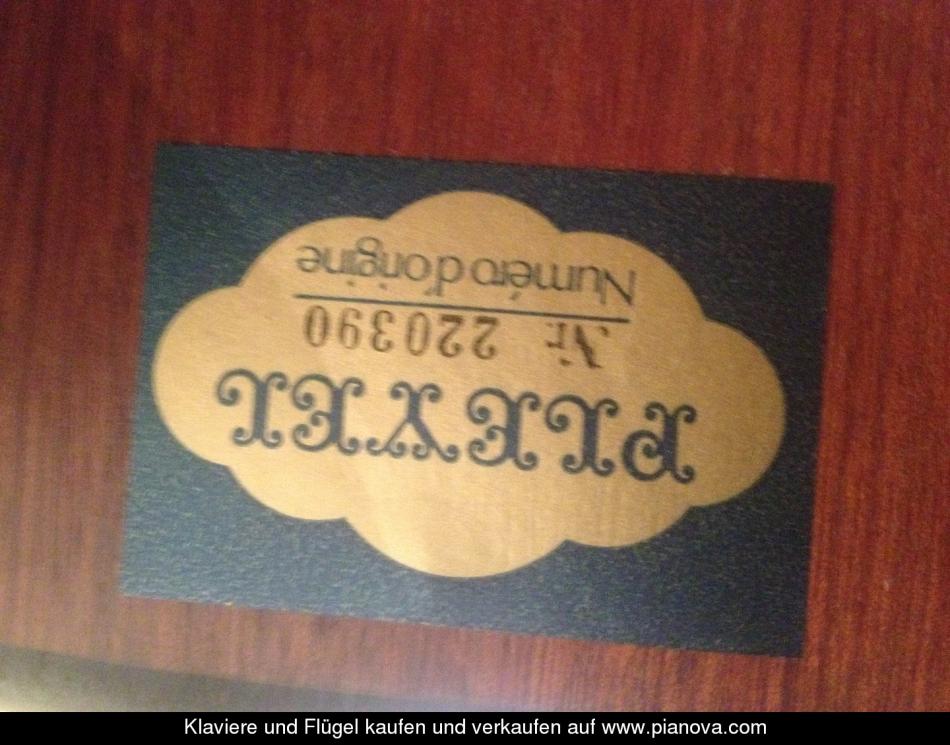 PLEYEL
Nr. 220390
Numéro d'origine
Klaviere und Flügel kaufen und verkaufen auf www.pianova.com